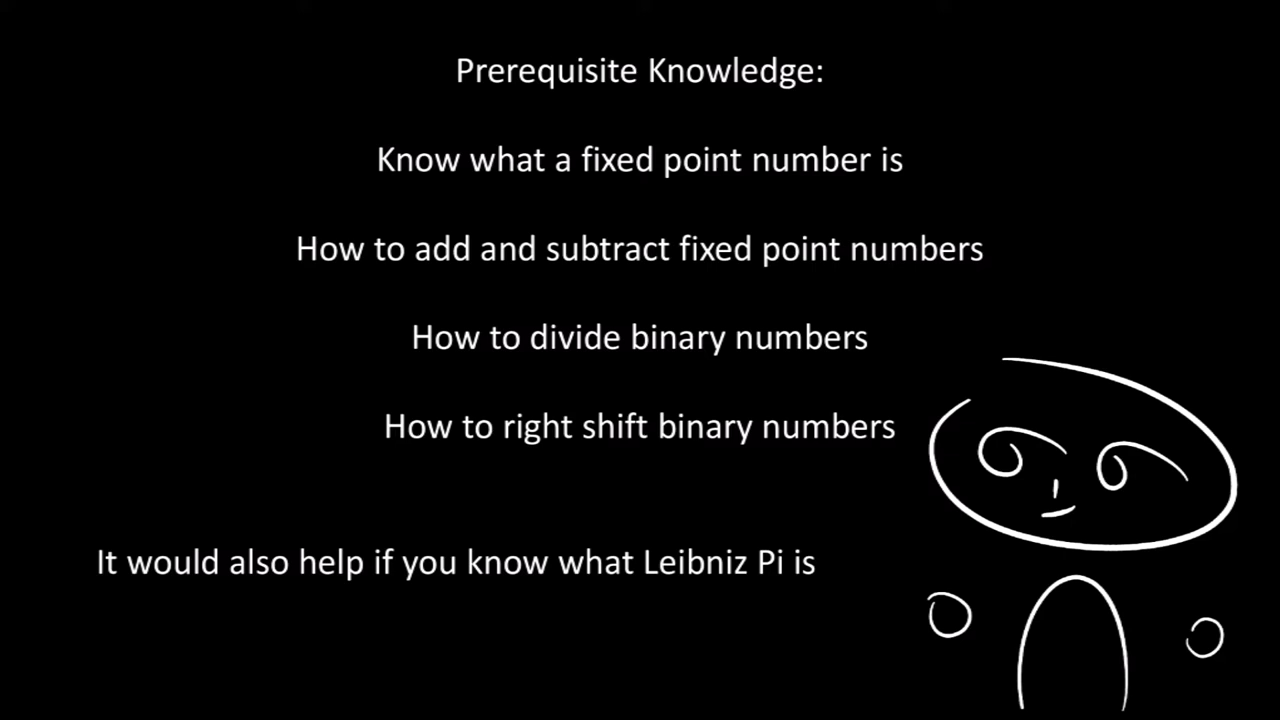 Prerequisite Knowledge:
Know what a fixed point number is
How to add and subtract fixed point numbers
How to divide binary numbers
How to right shift binary numbers
It would also help if you know what Leibniz Pi is